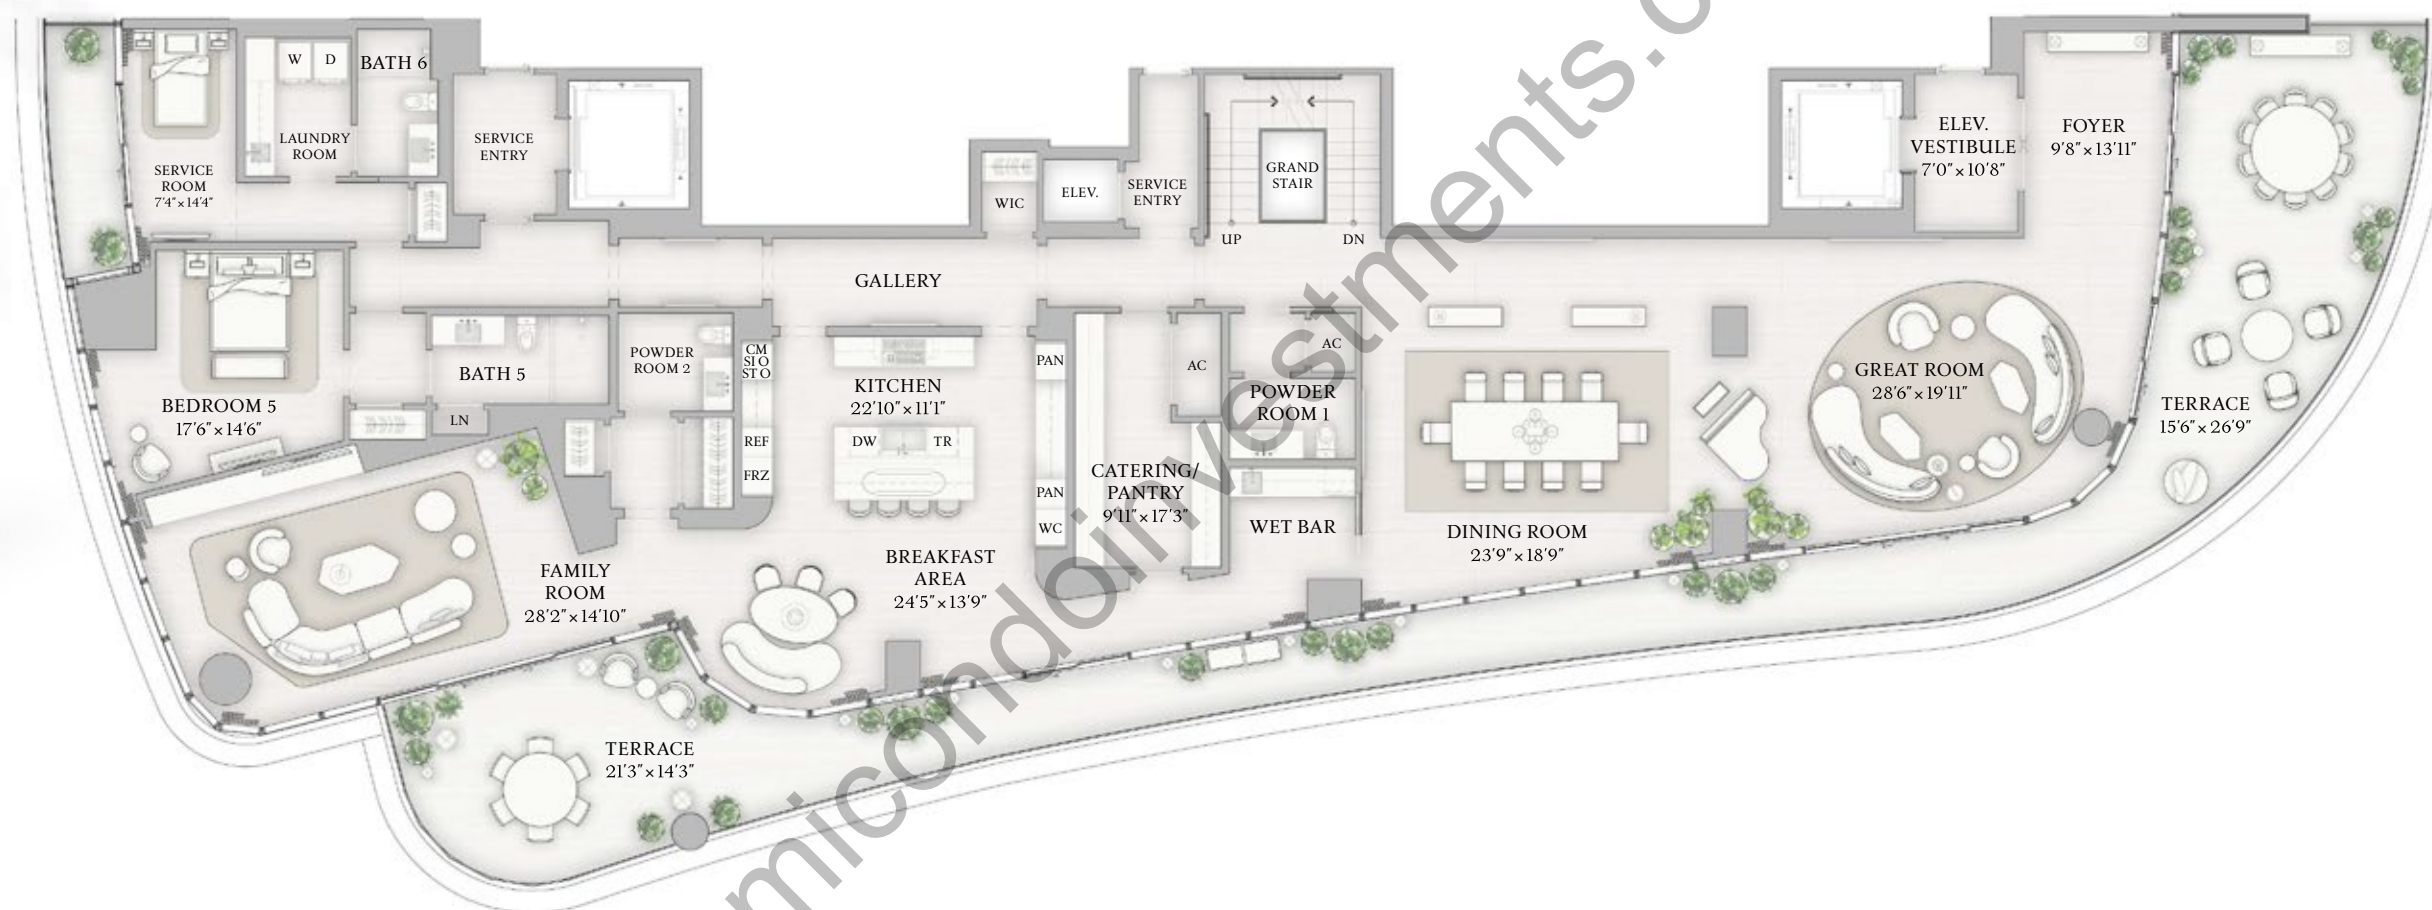 W
D
BATH 6
LAUNDRY
ROOM
SERVICE
ENTRY
SERVICE
ROOM
7'4"×14'4"
WIC
ELEV.
SERVICE
ENTRY
GRAND
STAIR
UP
DN
ELEV.
VESTIBULE
7'0"×10'8"
FOYER
9'8"×13'11"
GALLERY
BEDROOM 5
17'6"×14'6"
BATH 5
LN
POWDER
ROOM 2
CM
SI O
ST O
REF
FRZ
KITCHEN
22'10"×11'1"
DW
TR
PAN
PAN
WC
AC
AC
POWDER
ROOM 1
CATERING/
PANTRY
9'11"×17'3"
WET BAR
DINING ROOM
23'9"×18'9"
GREAT ROOM
28'6"×19'11"
TERRACE
15'6"×26'9"
FAMILY
ROOM
28'2"×14'10"
BREAKFAST
AREA
24'5"×13'9"
TERRACE
21'3"×14'3"
micondoinvestments.c